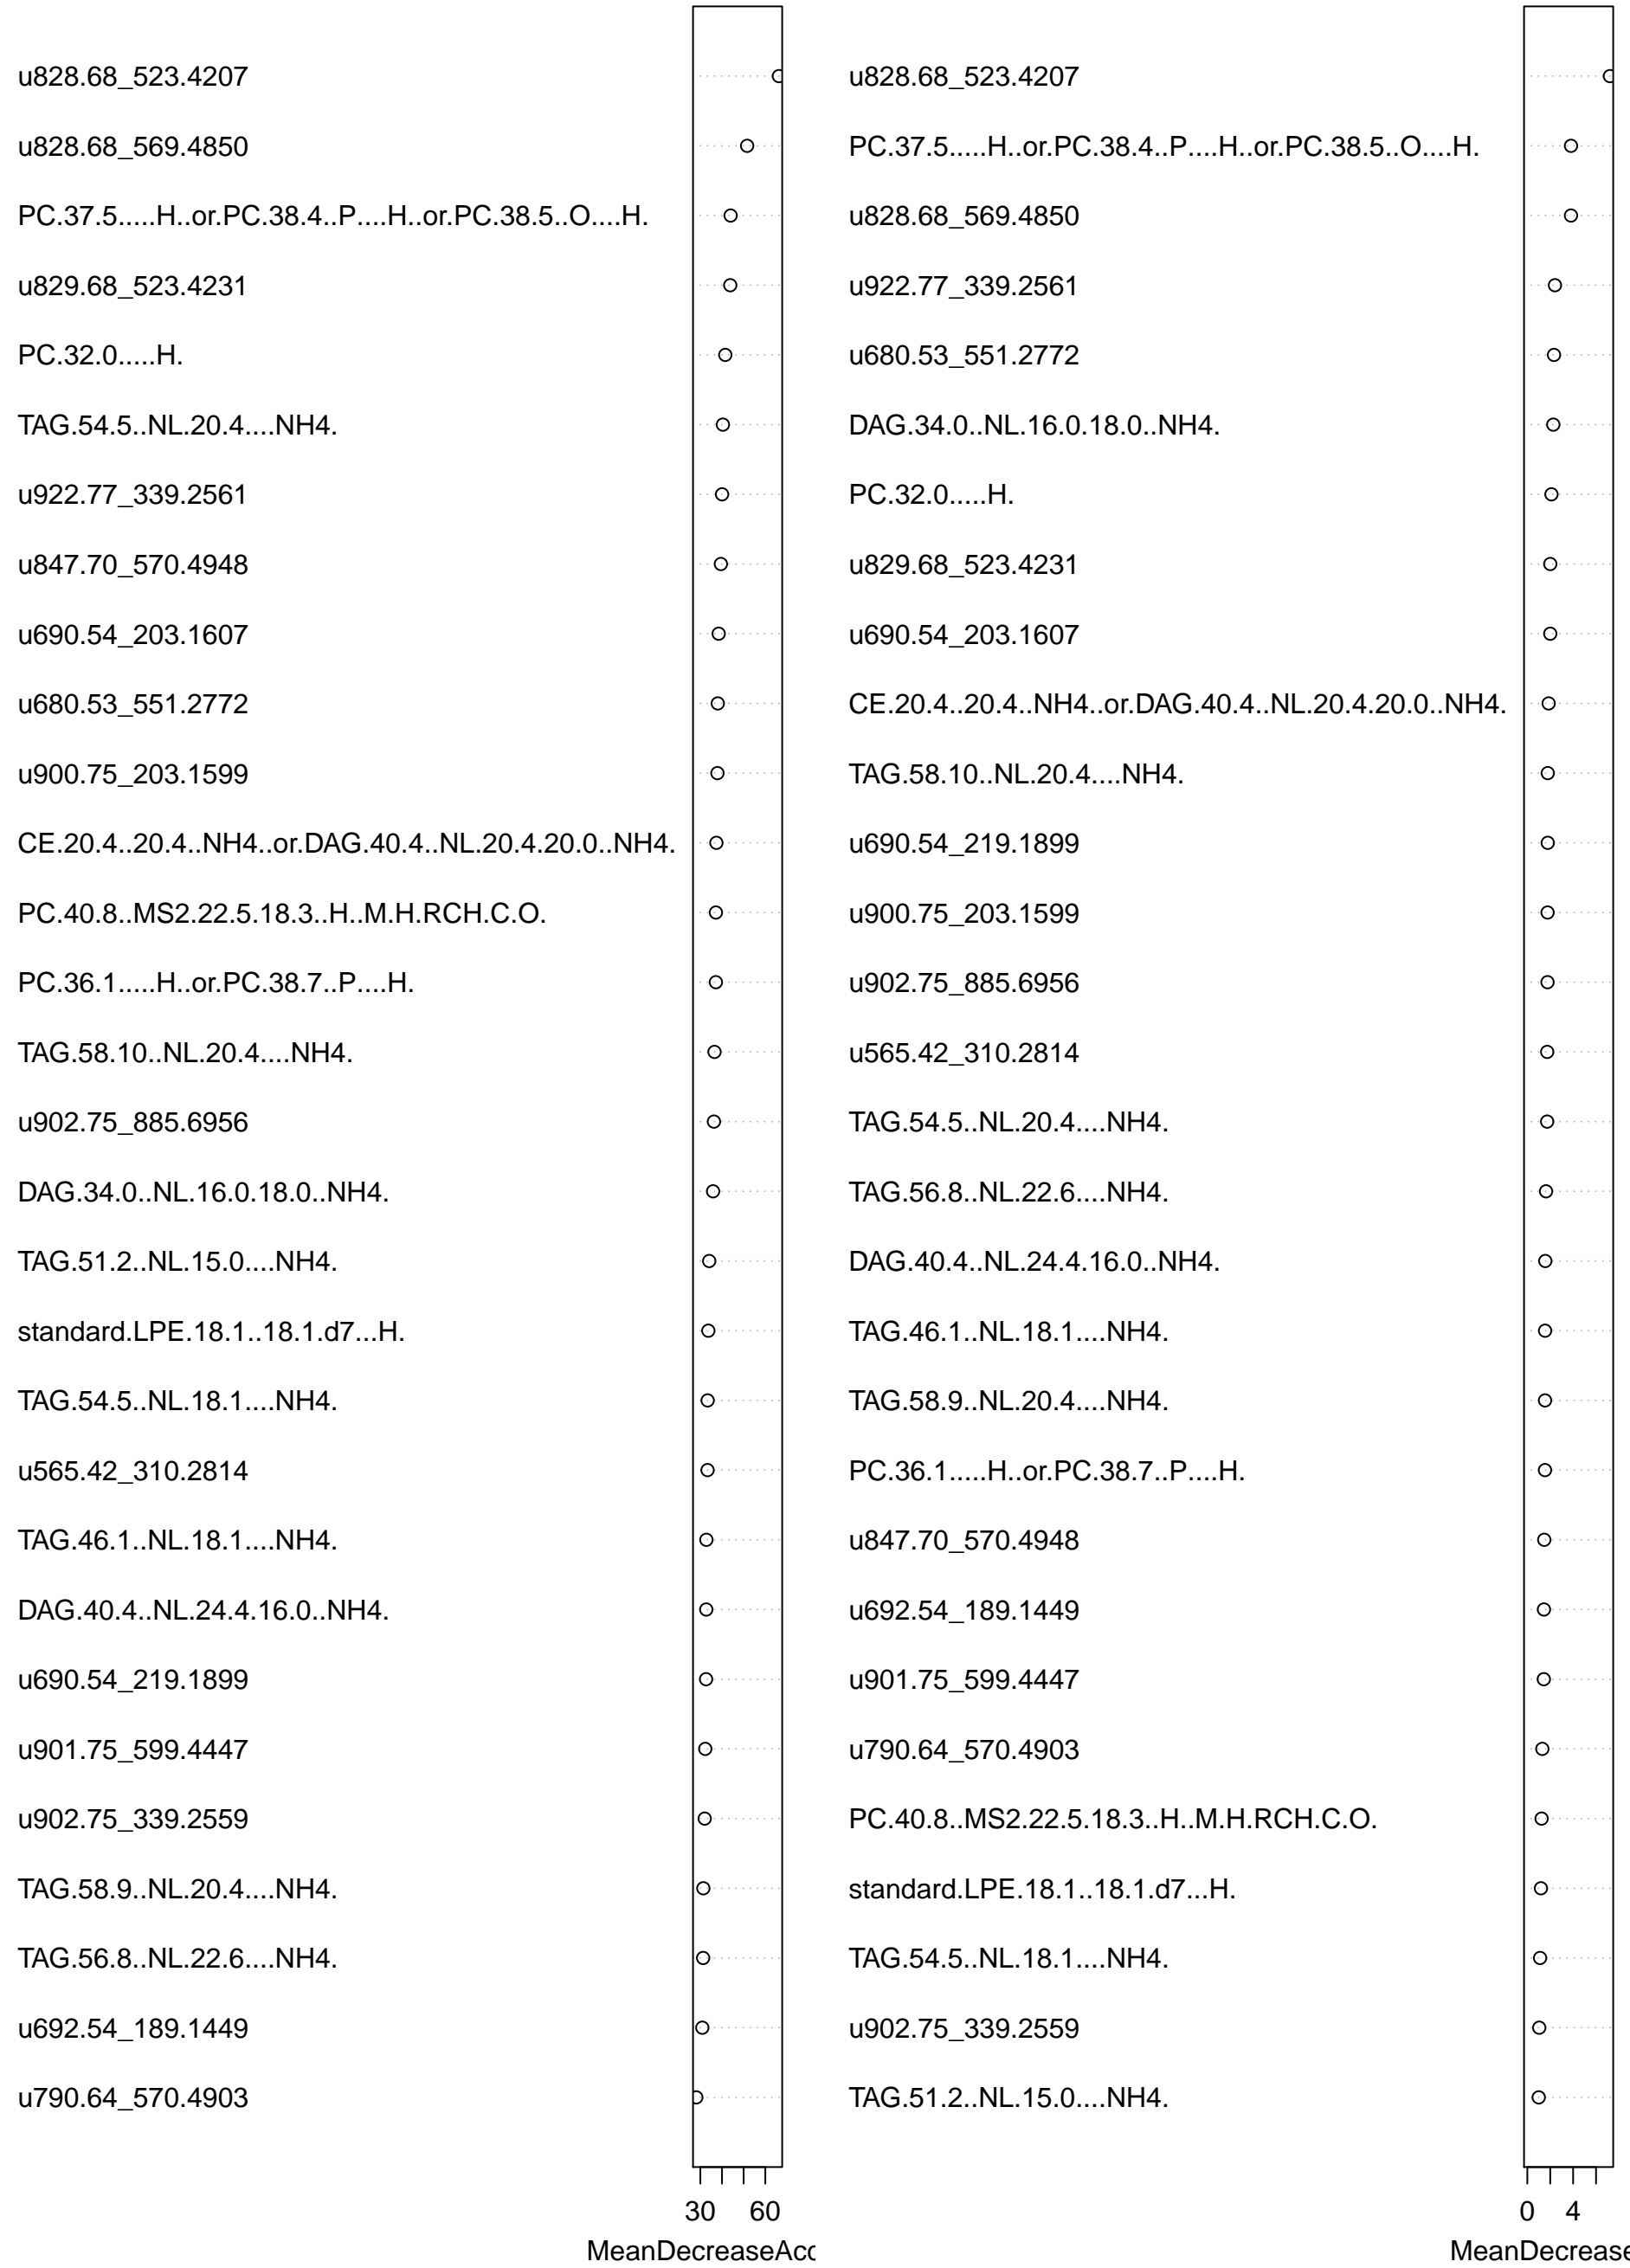 u828.68_523.4207
u828.68_569.4850
PC.37.5.....H..or.PC.38.4..P....H..or.PC.38.5..O....H.
u829.68_523.4231
PC.32.0.....H.
TAG.54.5..NL.20.4....NH4.
u922.77_339.2561
u847.70_570.4948
u690.54_203.1607
u680.53_551.2772
u900.75_203.1599
CE.20.4..20.4..NH4..or.DAG.40.4..NL.20.4.20.0..NH4.
PC.40.8..MS2.22.5.18.3..H..M.H.RCH.C.O.
PC.36.1.....H..or.PC.38.7..P....H.
TAG.58.10..NL.20.4....NH4.
u902.75_885.6956
DAG.34.0..NL.16.0.18.0..NH4.
TAG.51.2..NL.15.0....NH4.
standard.LPE.18.1..18.1.d7...H.
TAG.54.5..NL.18.1....NH4.
u565.42_310.2814
TAG.46.1..NL.18.1....NH4.
DAG.40.4..NL.24.4.16.0..NH4.
u690.54_219.1899
u901.75_599.4447
u902.75_339.2559
TAG.58.9..NL.20.4....NH4.
TAG.56.8..NL.22.6....NH4.
u692.54_189.1449
u790.64_570.4903
30 60
MeanDecreaseAcc
u828.68_523.4207
PC.37.5.....H..or.PC.38.4..P....H..or.PC.38.5..O....H.
u828.68_569.4850
u922.77_339.2561
u680.53_551.2772
DAG.34.0..NL.16.0.18.0..NH4.
PC.32.0.....H.
u829.68_523.4231
u690.54_203.1607
CE.20.4..20.4..NH4..or.DAG.40.4..NL.20.4.20.0..NH4.
TAG.58.10..NL.20.4....NH4.
u690.54_219.1899
u900.75_203.1599
u902.75_885.6956
u565.42_310.2814
TAG.54.5..NL.20.4....NH4.
TAG.56.8..NL.22.6....NH4.
DAG.40.4..NL.24.4.16.0..NH4.
TAG.46.1..NL.18.1....NH4.
TAG.58.9..NL.20.4....NH4.
PC.36.1.....H..or.PC.38.7..P....H.
u847.70_570.4948
u692.54_189.1449
u901.75_599.4447
u790.64_570.4903
PC.40.8..MS2.22.5.18.3..H..M.H.RCH.C.O.
standard.LPE.18.1..18.1.d7...H.
TAG.54.5..NL.18.1....NH4.
u902.75_339.2559
TAG.51.2..NL.15.0....NH4.
0 4
MeanDecrease